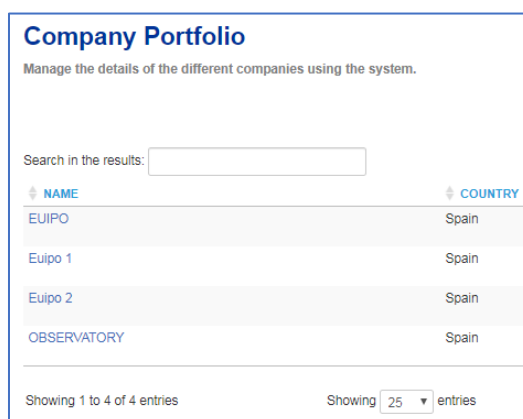 Company Portfolio
Manage the details of the different companies using the system.
Search in the results:
NAME COUNTRY
EUIPO Spain
Euipo 1 Spain
Euipo 2 Spain
OBSERVATORY Spain
Showing 1 to 4 of 4 entries Showing 25 entries